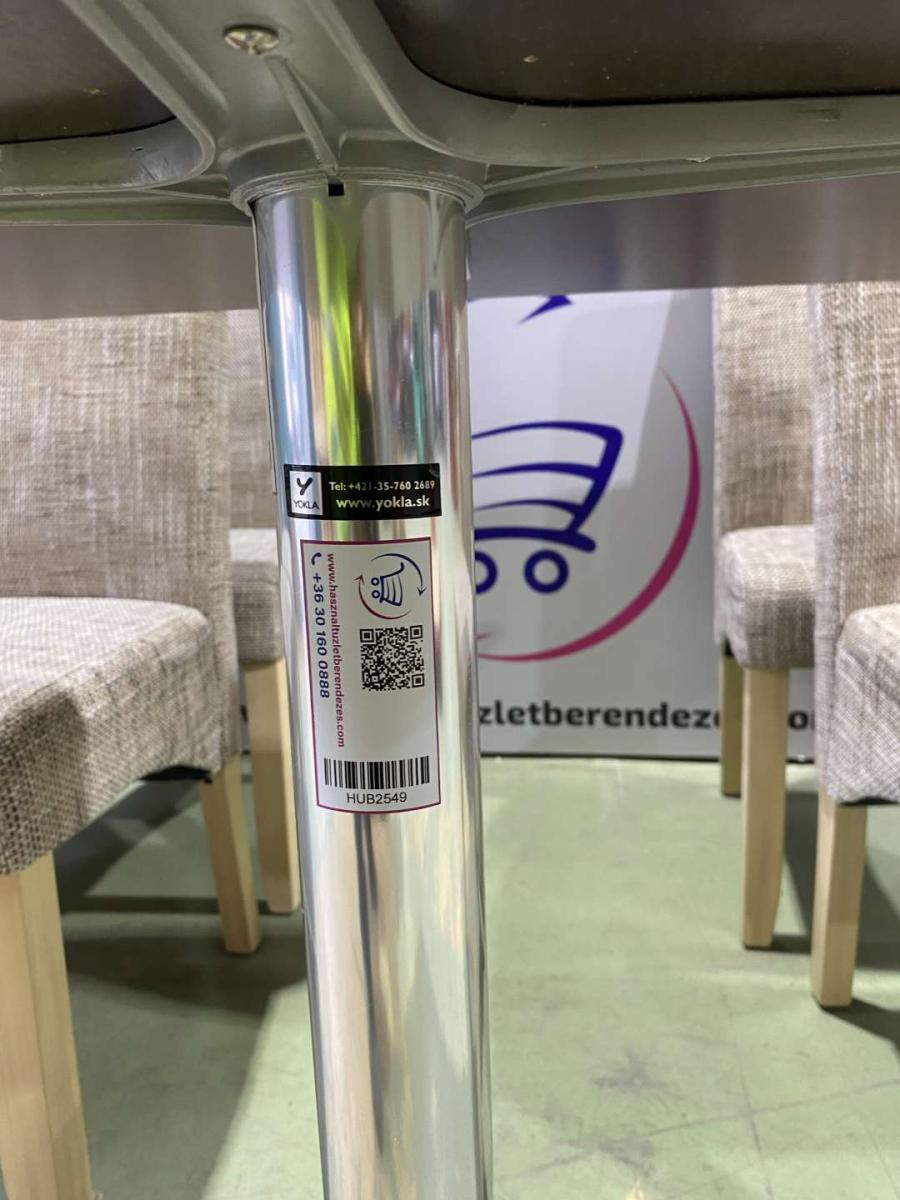 YOKLA
Tel: +421-35-760 2689
www.yokla.sk
www.hasznaltuzletberendezes.com
+36 30 160 0888
HUB2549
zletberendeze